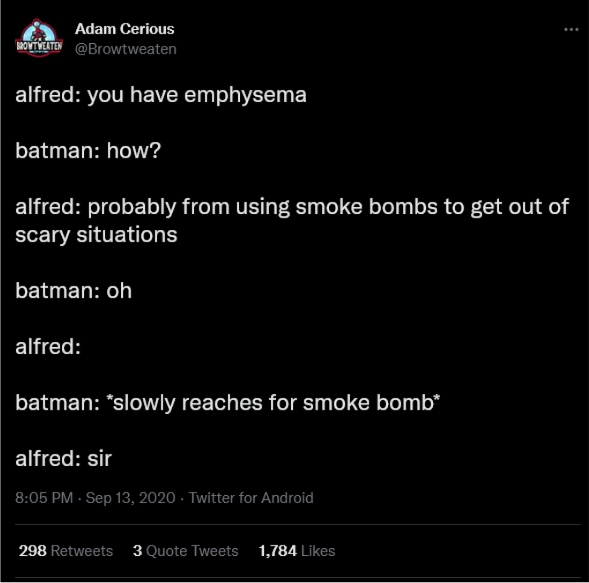 BROWTWEATEN
Adam Cerious
@Browtweaten
alfred: you have emphysema
batman: how?
alfred: probably from using smoke bombs to get out of
scary situations
batman: oh
alfred:
batman: *slowly reaches for smoke bomb*
alfred: sir
8:05 PM · Sep 13, 2020 · Twitter for Android
298 Retweets 3 Quote Tweets 1,784 Likes